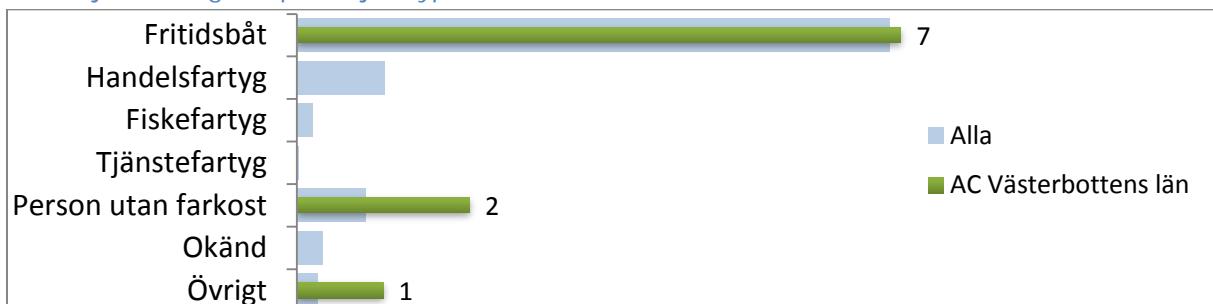 Fritidsbåt 7
Handelsfartyg
Fiskefartyg
Tjänstefartyg
Person utan farkost 2
Okänd
Övrigt 1
Alla
AC Västerbottens län